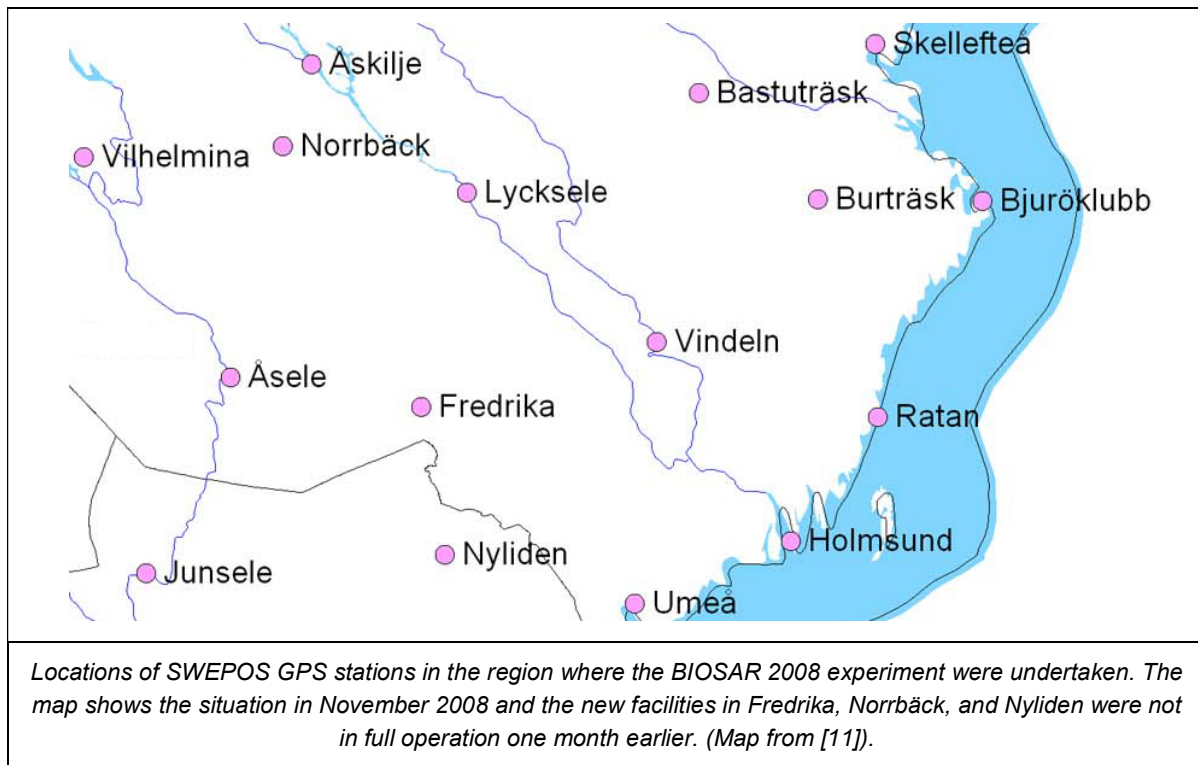 Skellefteå
Åskilje
Bastuträsk
Norrbäck
Vilhelmina
Lycksele
Burträsk
Bjuröklubb
Vindeln
Åsele
Fredrika
Ratan
Holmsund
Nyliden
Junsele
Umeå
Locations of SWEPOS GPS stations in the region where the BIOSAR 2008 experiment were undertaken. The
map shows the situation in November 2008 and the new facilities in Fredrika, Norrbäck, and Nyliden were not
in full operation one month earlier. (Map from [11]).